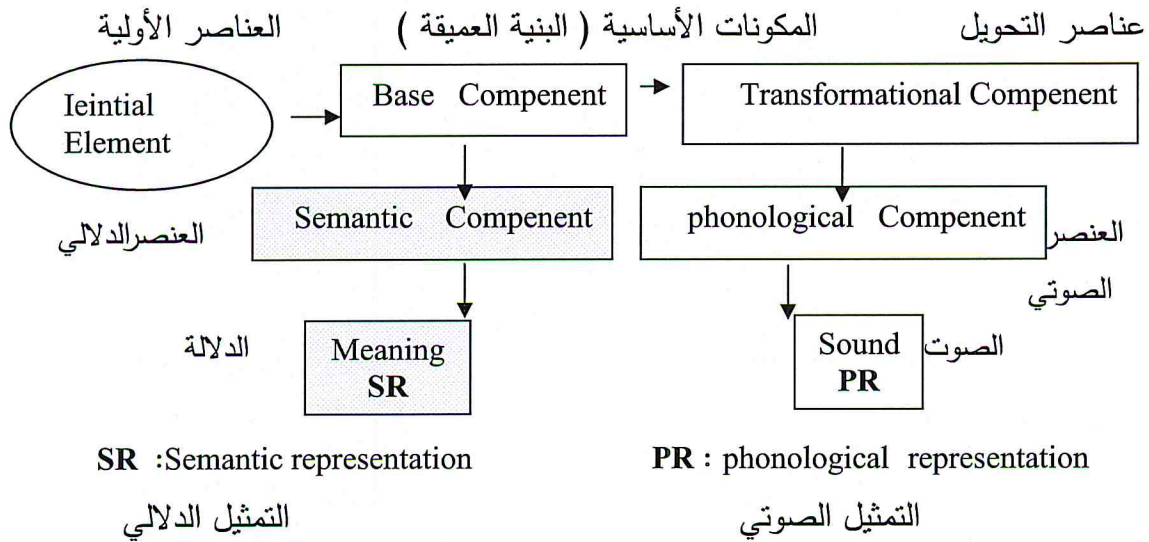 العناصر الأولية
المكونات الأساسية ( البنية العميقة )
عناصر التحويل
Ieintial
Element
Base Compenent
Transformational Compenent
العنصرالدلالي
Semantic Compenent
phonological Compenent
العنصر
الصوتي
الدلالة
Meaning
SR
Sound
PR
الصوت
SR :Semantic representation
PR : phonological representation
التمثيل الدلالي
التمثيل الصوتي